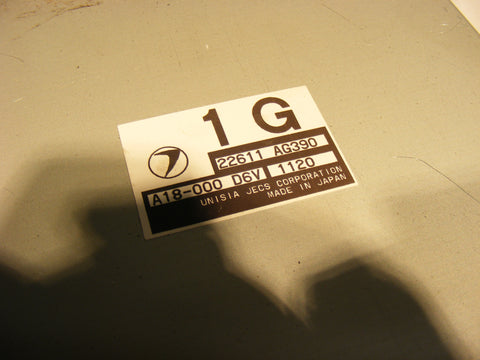 1 G
22611 AG390
A18-000 D6V 1120
UNISIA JECS CORPORATION
MADE IN JAPAN